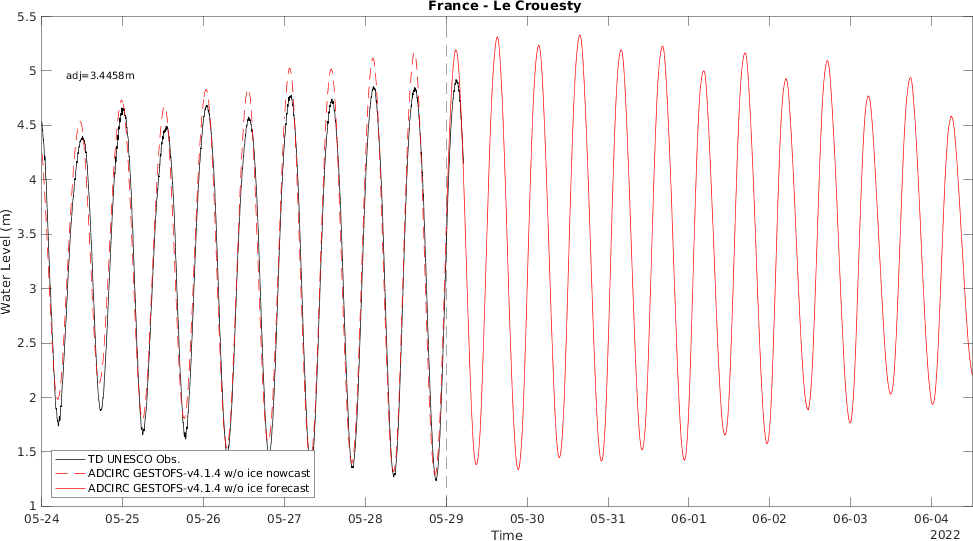 France - Le Crouesty
5.5
5
4.5
4
3.5
3
2.5
2
1.5
1
Water Level (m)
adj=3.4458m
TD UNESCO Obs.
ADCIRC GESTOFS-v4.1.4 w/o ice nowcast
ADCIRC GESTOFS-v4.1.4 w/o ice forecast
05-24 05-25 05-26 05-27 05-28 05-29 05-30 05-31 06-01 06-02 06-03 06-04
Time
2022